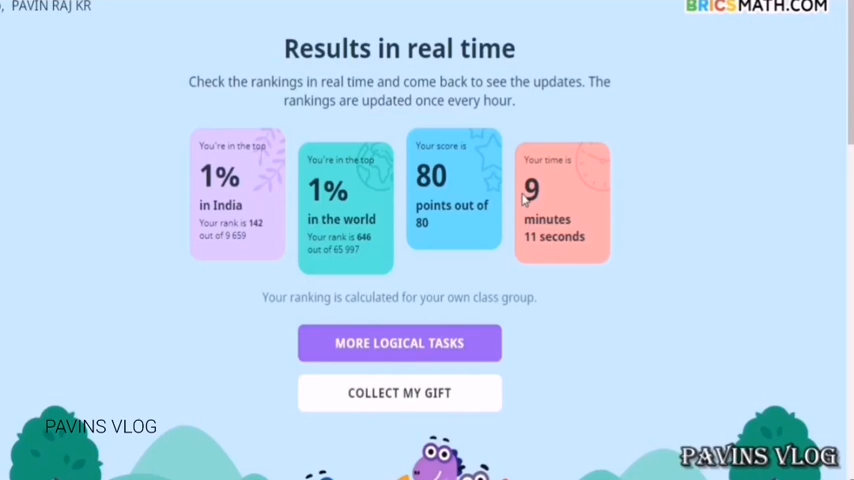 , PAVIN RAJ KR
BRICSMATH.COM
Results in real time
Check the rankings in real time and come back to see the updates. The
rankings are updated once every hour.
You're in the top
1%
in India
Your rank is 142
out of 9 659
You're in the top
1%
in the world
Your rank is 646
out of 65 997
Your score is
80
points out of
80
Your time is
9
minutes
11 seconds
Your ranking is calculated for your own class group.
MORE LOGICAL TASKS
COLLECT MY GIFT
PAVINS VLOG
PAVINS VLOG